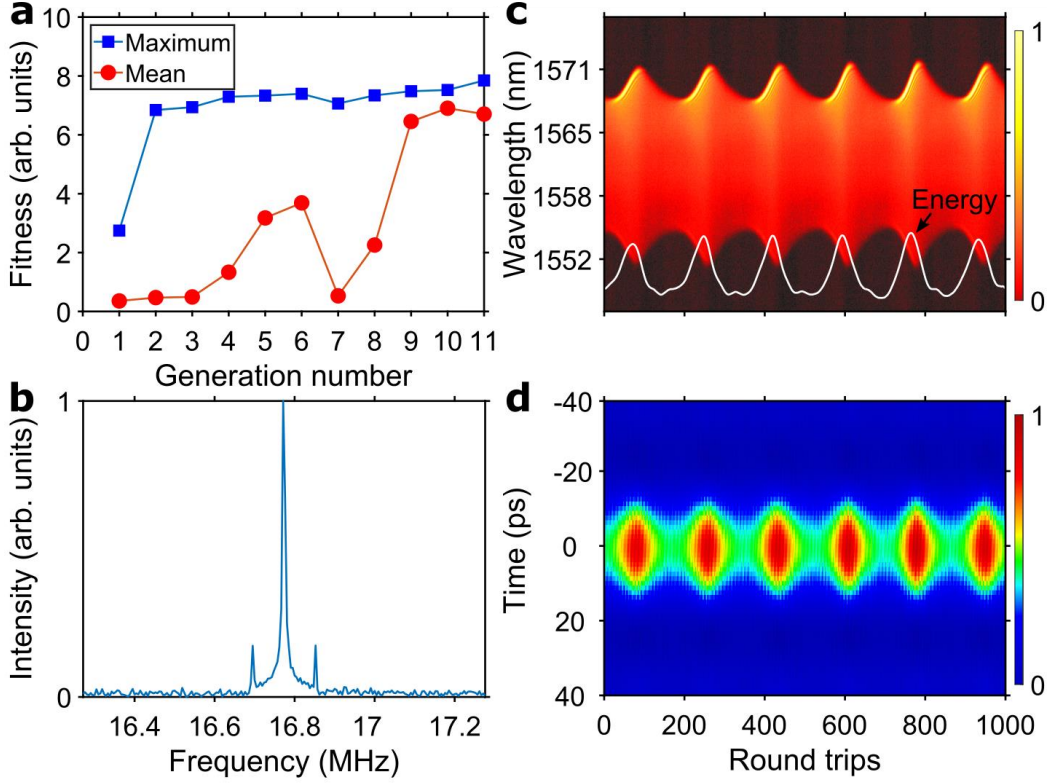 a
Fitness (arb. units)
10
8
6
4
2
0
Maximum
Mean
0 1 2 3 4 5 6 7 8 9 10 11
Generation number
c
Wavelength (nm)
1571
1565
1558
1552
Energy
1
0
b
Intensity (arb. units)
1
0
16.4 16.6 16.8 17 17.2
Frequency (MHz)
d
Time (ps)
-40
-20
0
20
40
1
0
0 200 400 600 800 1000
Round trips